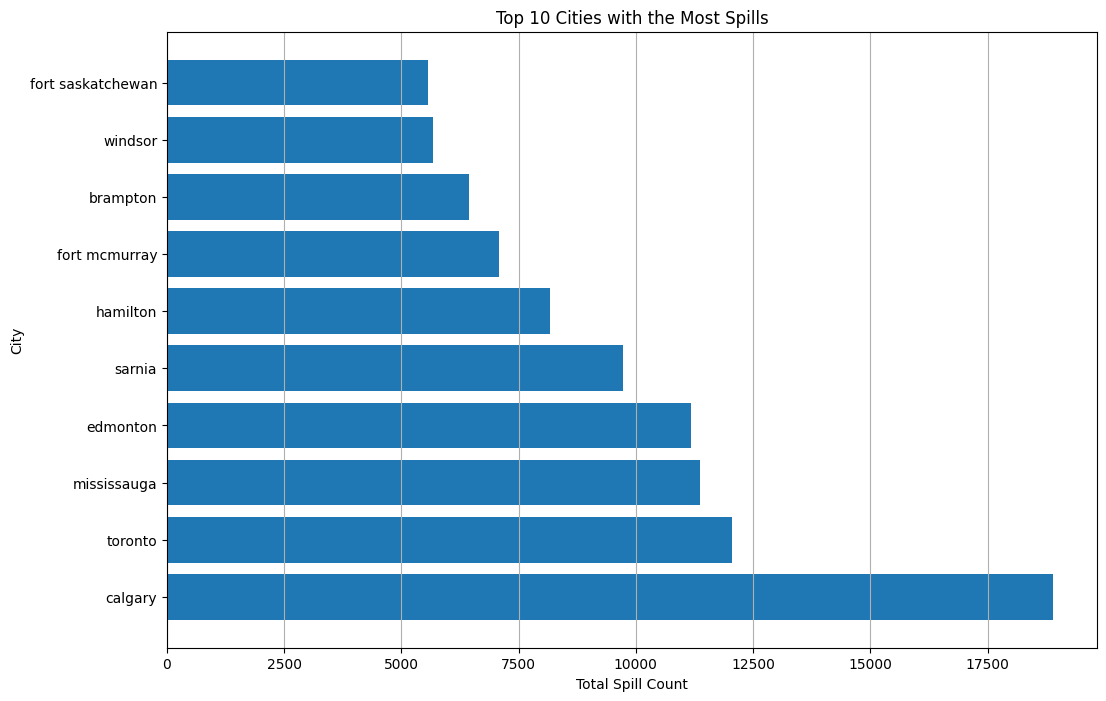 Top 10 Cities with the Most Spills
fort saskatchewan
windsor
brampton
fort mcmurray
hamilton
sarnia
edmonton
mississauga
toronto
calgary
City
0 2500 5000 7500 10000 12500 15000 17500
Total Spill Count